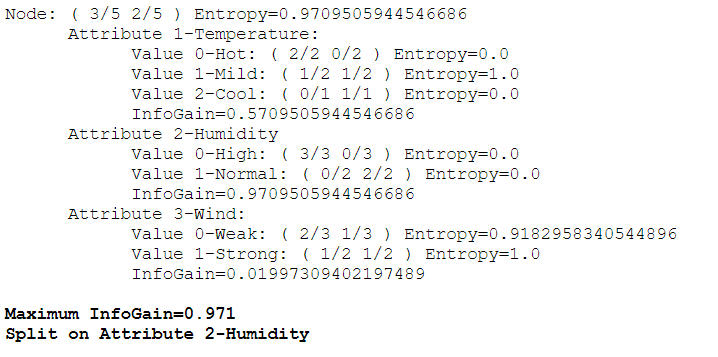 Node: ( 3/5 2/5 ) Entropy=0.9709505944546686
Attribute 1-Temperature:
Value 0-Hot: ( 2/2 0/2 ) Entropy=0.0
Value 1-Mild: ( 1/2 1/2 ) Entropy=1.0
Value 2-Cool: ( 0/1 1/1 ) Entropy=0.0
InfoGain=0.5709505944546686
Attribute 2-Humidity
Value 0-High: ( 3/3 0/3 ) Entropy=0.0
Value 1-Normal: ( 0/2 2/2 ) Entropy=0.0
InfoGain=0.9709505944546686
Attribute 3-Wind:
Value 0-Weak: ( 2/3 1/3 ) Entropy=0.9182958340544896
Value 1-Strong: ( 1/2 1/2 ) Entropy=1.0
InfoGain=0.01997309402197489
Maximum InfoGain=0.971
Split on Attribute 2-Humidity